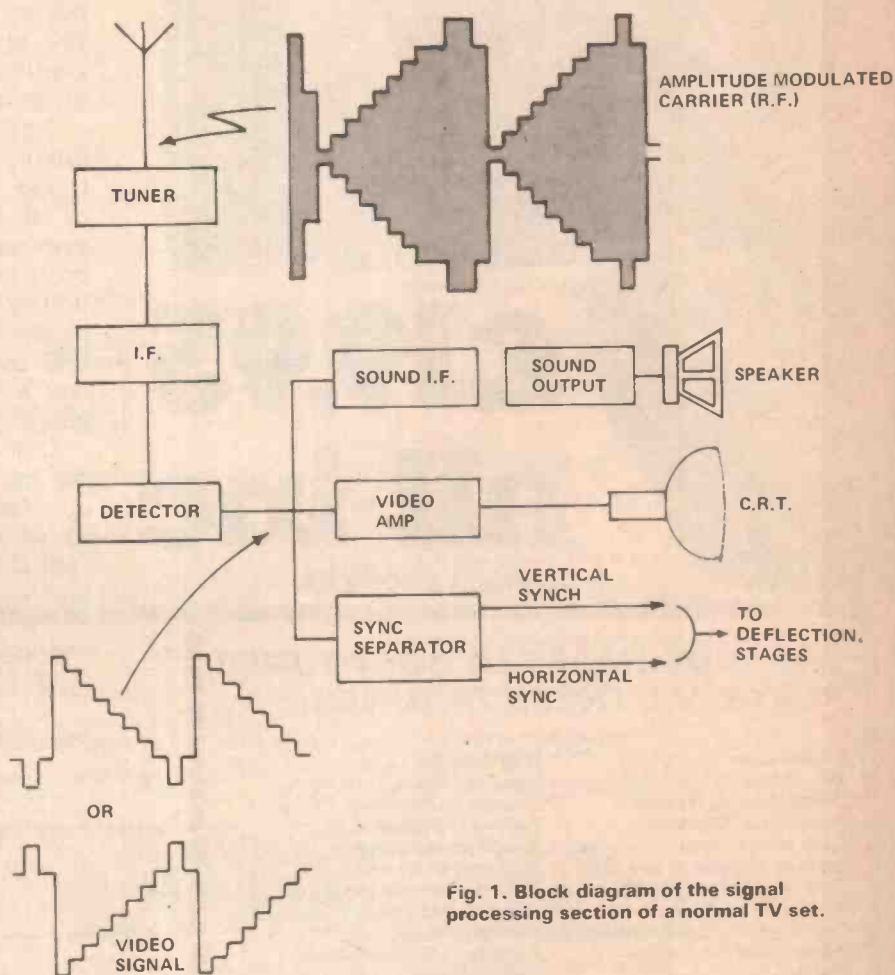 AMPLITUDE MODULATED
CARRIER (R.F.)
TUNER
I.F.
SOUND I.F.
SOUND
OUTPUT
SPEAKER
DETECTOR
VIDEO
AMP
C.R.T.
VERTICAL
SYNCH
SYNC
SEPARATOR
TO
DEFLECTION.
STAGES
HORIZONTAL
SYNC
OR
VIDEO
SIGNAL
Fig. 1. Block diagram of the signal
processing section of a normal TV set.